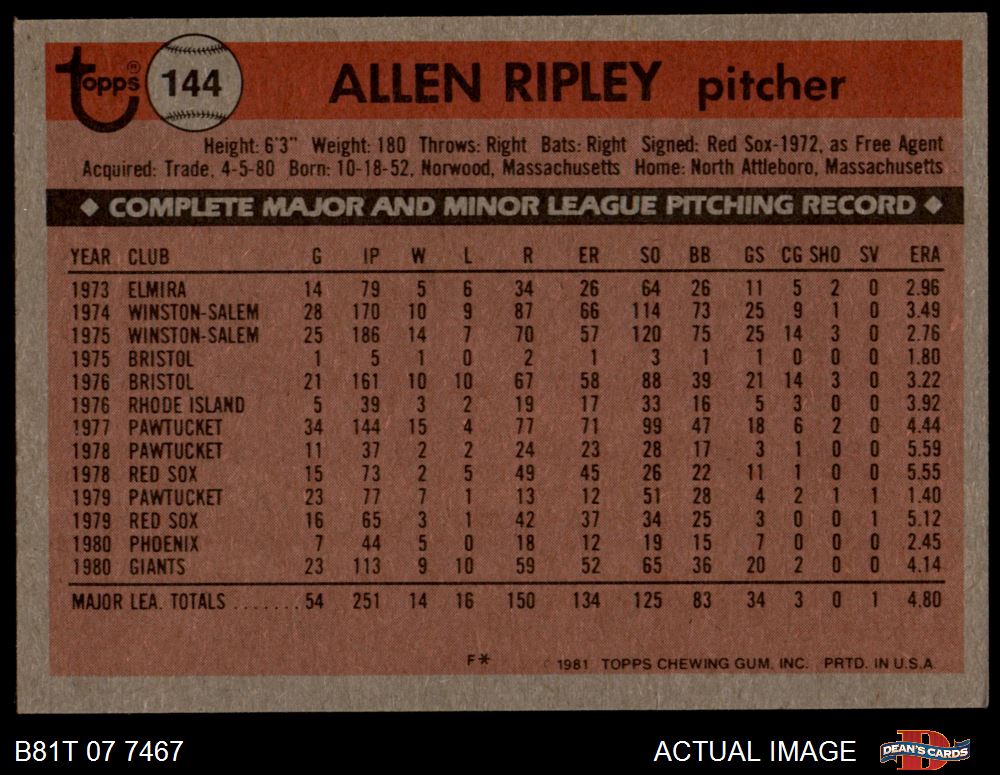 topps® 144 ALLEN RIPLEY pitcher
Height: 6'3" Weight: 180 Throws: Right Bats: Right Signed: Red Sox-1972, as Free Agent
Acquired: Trade, 4-5-80 Born: 10-18-52, Norwood, Massachusetts Home: North Attleboro, Massachusetts
◆ COMPLETE MAJOR AND MINOR LEAGUE PITCHING RECORD ◆
YEAR CLUB G IP W L R ER SO BB GS CG SHO SV ERA
1973 ELMIRA 14 79 5 6 34 26 64 26 11 5 2 0 2.96
1974 WINSTON-SALEM 28 170 10 9 87 66 114 73 25 9 1 0 3.49
1975 WINSTON-SALEM 25 186 14 7 70 57 120 75 25 14 3 0 2.76
1975 BRISTOL 1 5 1 0 2 1 3 1 1 0 0 0 1.80
1976 BRISTOL 21 161 10 10 67 58 88 39 21 14 3 0 3.22
1976 RHODE ISLAND 5 39 3 2 19 17 33 16 5 3 0 0 3.92
1977 PAWTUCKET 34 144 15 4 77 71 99 47 18 6 2 0 4.44
1978 PAWTUCKET 11 37 2 2 24 23 28 17 3 1 0 0 5.59
1978 RED SOX 15 73 2 5 49 45 26 22 11 1 0 0 5.55
1979 PAWTUCKET 23 77 7 1 13 12 51 28 4 2 1 1 1.40
1979 RED SOX 16 65 3 1 42 37 34 25 3 0 0 1 5.12
1980 PHOENIX 7 44 5 0 18 12 19 15 7 0 0 0 2.45
1980 GIANTS 23 113 9 10 59 52 65 36 20 2 0 0 4.14
MAJOR LEA. TOTALS ....... 54 251 14 16 150 134 125 83 34 3 0 1 4.80
F* © 1981 TOPPS CHEWING GUM, INC. PRTD. IN U.S.A.
B81T 07 7467 ACTUAL IMAGE DEAN'S CARDS